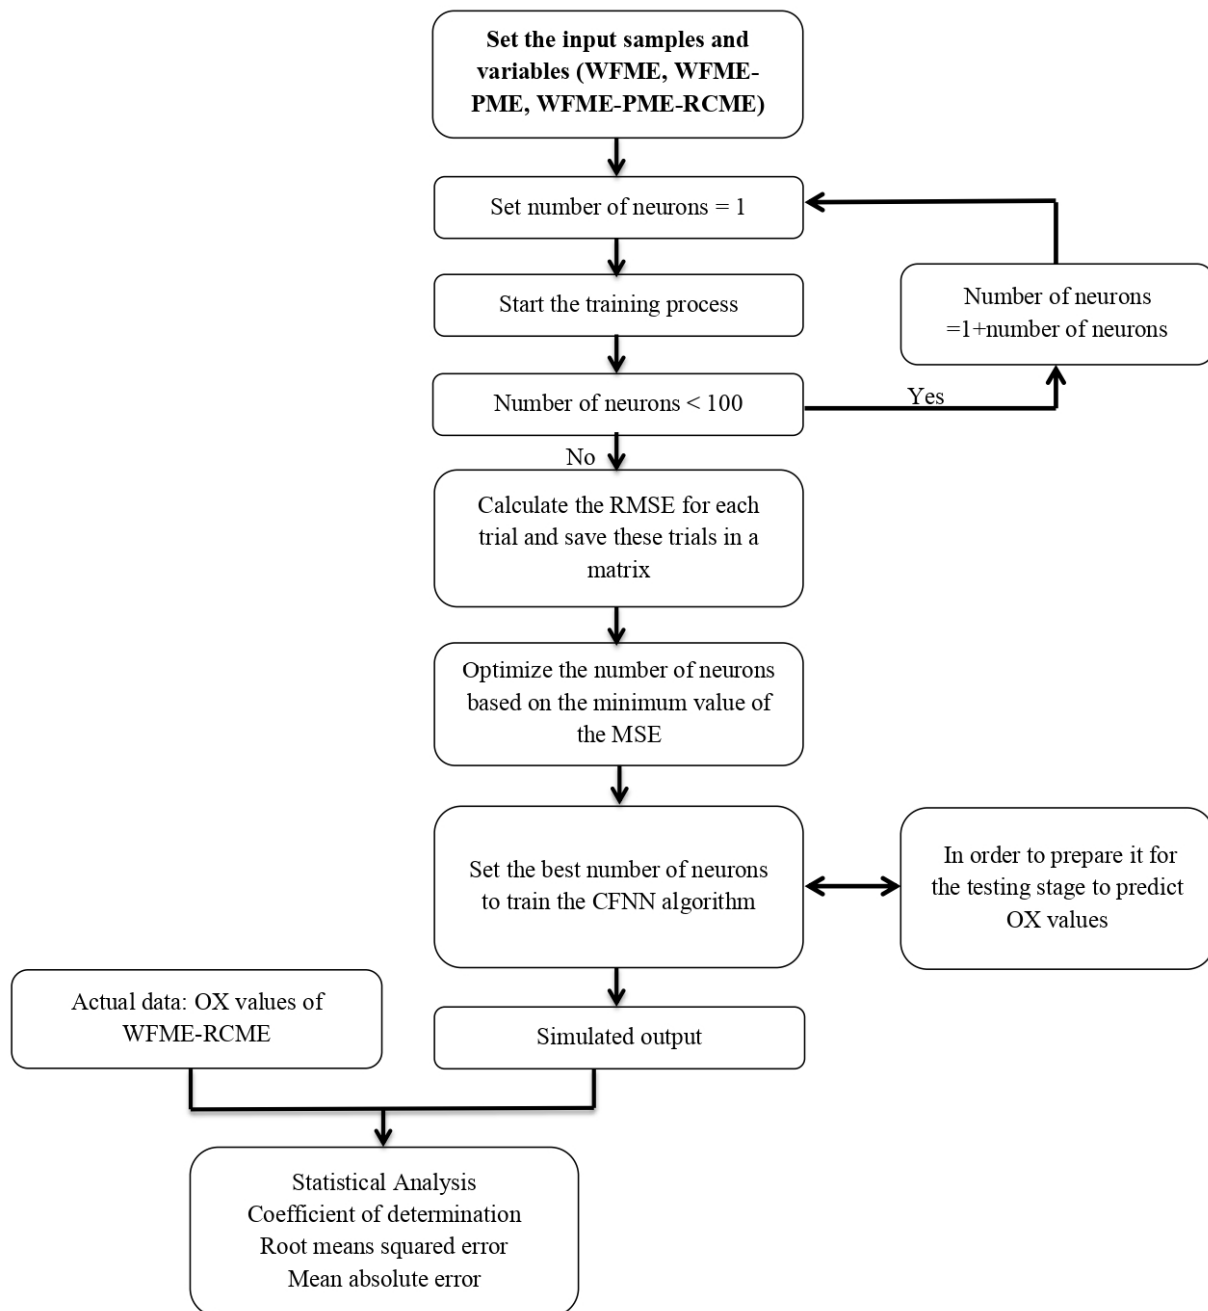 Set the input samples and
variables (WFME, WFME-
PME, WFME-PME-RCME)
Set number of neurons = 1
Start the training process
Number of neurons
=1+number of neurons
Number of neurons < 100
Yes
No
Calculate the RMSE for each
trial and save these trials in a
matrix
Optimize the number of neurons
based on the minimum value of
the MSE
Set the best number of neurons
to train the CFNN algorithm
In order to prepare it for
the testing stage to predict
OX values
Actual data: OX values of
WFME-RCME
Simulated output
Statistical Analysis
Coefficient of determination
Root means squared error
Mean absolute error